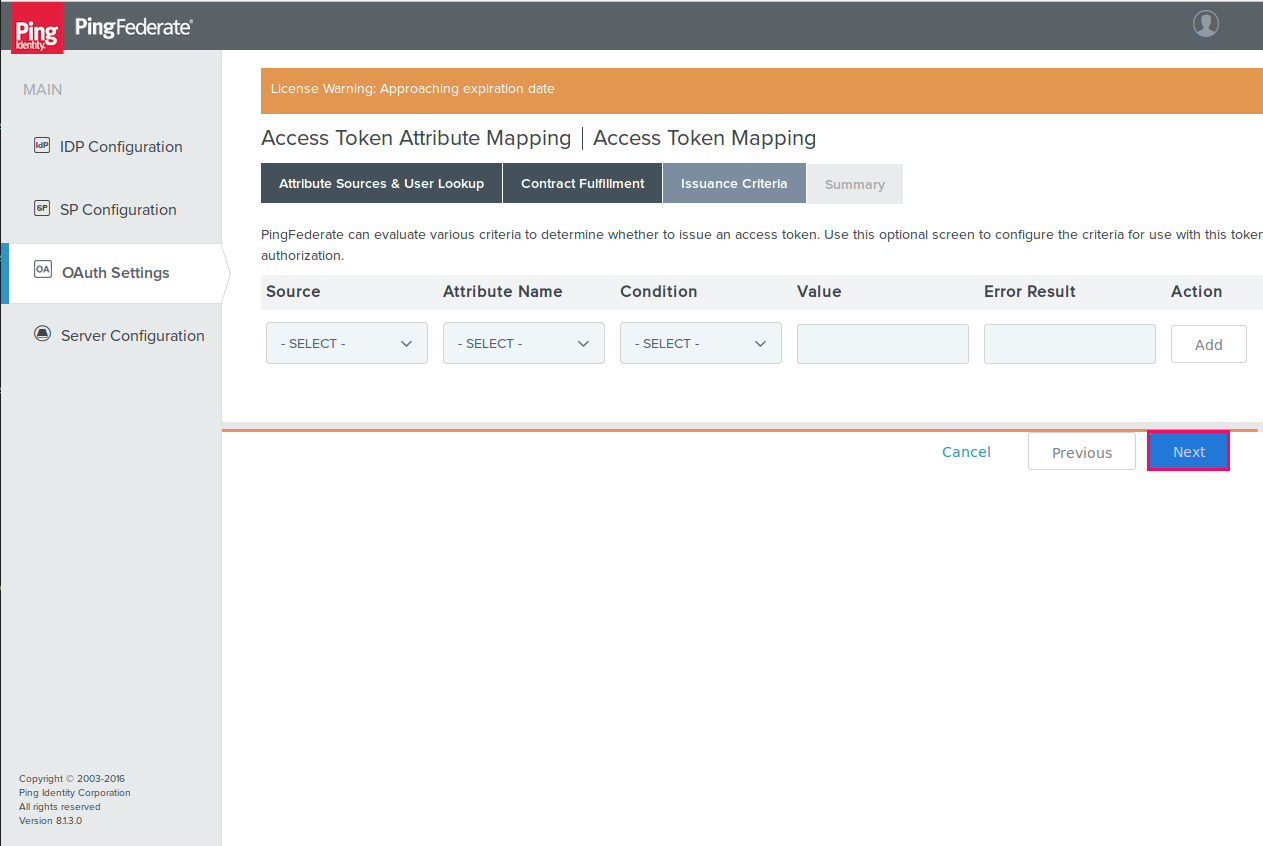 Ping
Identity.
PingFederate®
MAIN
IdP IDP Configuration
SP SP Configuration
OA OAuth Settings
Server Configuration
License Warning: Approaching expiration date
Access Token Attribute Mapping | Access Token Mapping
Attribute Sources & User Lookup Contract Fulfillment Issuance Criteria Summary
PingFederate can evaluate various criteria to determine whether to issue an access token. Use this optional screen to configure the criteria for use with this token
authorization.
Source Attribute Name Condition Value Error Result Action
- SELECT - - SELECT - - SELECT - Add
Cancel Previous Next
Copyright © 2003-2016
Ping Identity Corporation
All rights reserved
Version 8.1.3.0